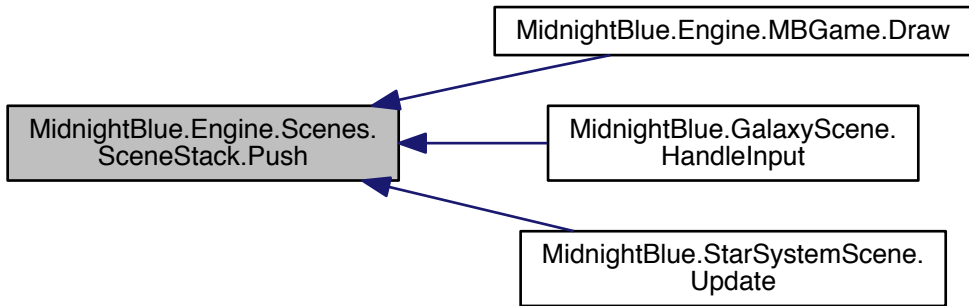 MidnightBlue.Engine.MBGame.Draw
MidnightBlue.Engine.Scenes.
SceneStack.Push
MidnightBlue.GalaxyScene.
HandleInput
MidnightBlue.StarSystemScene.
Update